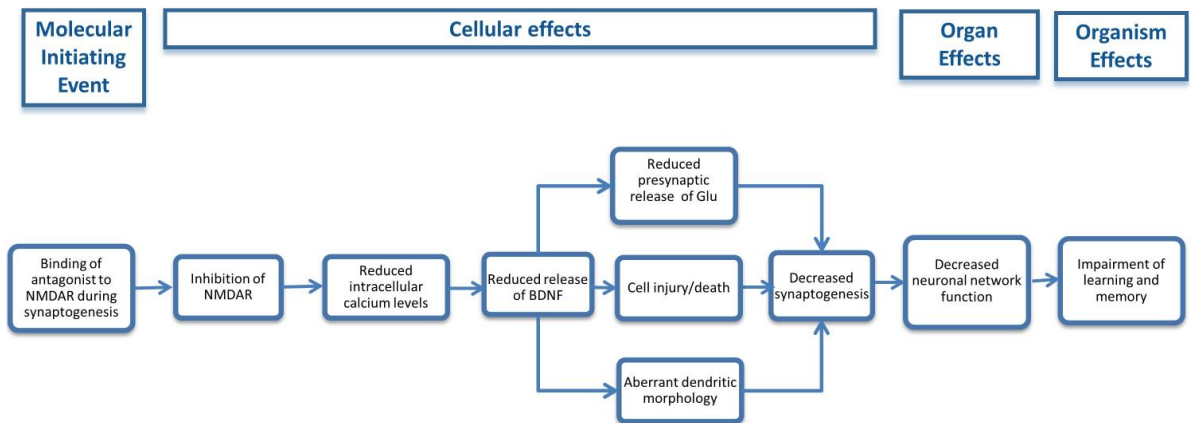 Molecular
Initiating
Event
Cellular effects
Organ
Effects
Organism
Effects
Reduced
presynaptic
release of Glu
Binding of
antagonist to
NMDAR during
synaptogenesis
Inhibition of
NMDAR
Reduced
intracellular
calcium levels
Reduced release
of BDNF
Cell injury/death
Decreased
synaptogenesis
Decreased
neuronal network
function
Impairment of
learning and
memory
Aberrant dendritic
morphology